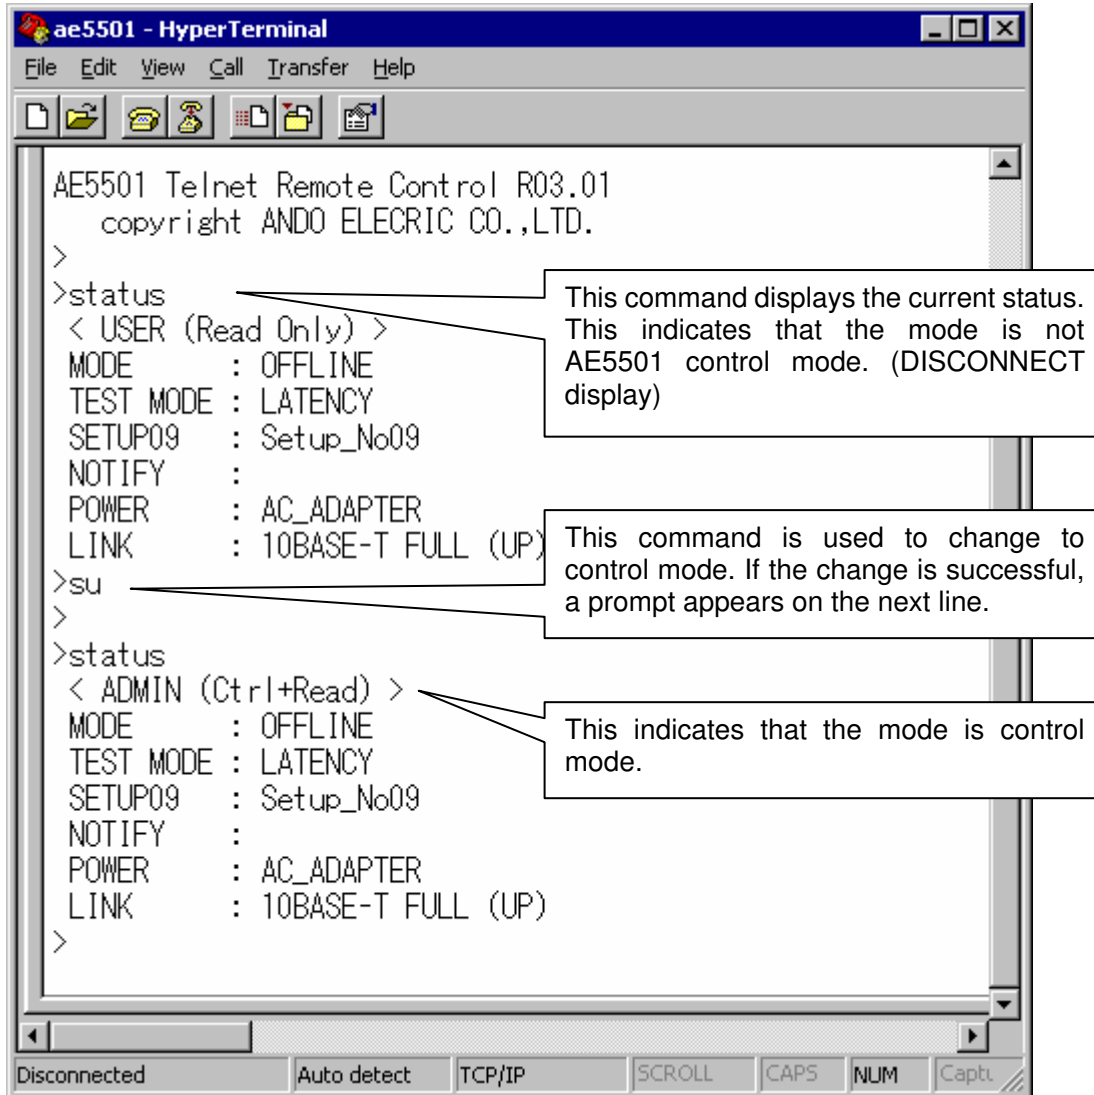 ae5501 - HyperTerminal
File Edit View Call Transfer Help
AE5501 Telnet Remote Control R03.01
copyright ANDO ELECRIC CO.,LTD.
>
>status
< USER (Read Only) >
MODE : OFFLINE
TEST MODE : LATENCY
SETUP09 : Setup_No09
NOTIFY :
POWER : AC_ADAPTER
LINK : 10BASE-T FULL (UP)
>su
>
>status
< ADMIN (Ctrl+Read) >
MODE : OFFLINE
TEST MODE : LATENCY
SETUP09 : Setup_No09
NOTIFY :
POWER : AC_ADAPTER
LINK : 10BASE-T FULL (UP)
>
This command displays the current status.
This indicates that the mode is not
AE5501 control mode. (DISCONNECT
display)
This command is used to change to
control mode. If the change is successful,
a prompt appears on the next line.
This indicates that the mode is control
mode.
Disconnected Auto detect TCP/IP SCROLL CAPS NUM